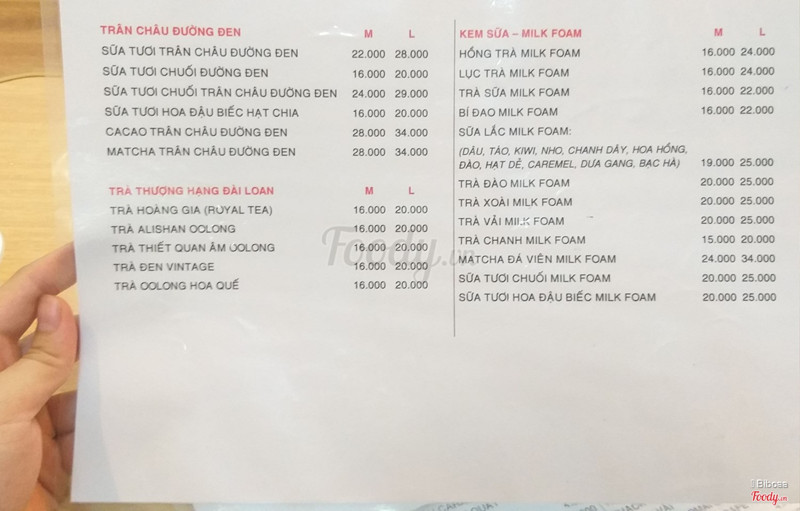 TRÂN CHÂU ĐƯỜNG ĐEN M L
SỮA TƯƠI TRÂN CHÂU ĐƯỜNG ĐEN 22.000 28.000
SỮA TƯƠI CHUỐI ĐƯỜNG ĐEN 16.000 20.000
SỮA TƯƠI CHUỐI TRÂN CHÂU ĐƯỜNG ĐEN 24.000 29.000
SỮA TƯƠI HOA ĐẬU BIẾC HẠT CHIA 16.000 20.000
CACAO TRÂN CHÂU ĐƯỜNG ĐEN 28.000 34.000
MATCHA TRÂN CHÂU ĐƯỜNG ĐEN 28.000 34.000
TRÀ THƯỢNG HẠNG ĐÀI LOAN M L
TRÀ HOÀNG GIA (ROYAL TEA) 16.000 20.000
TRÀ ALISHAN OOLONG 16.000 20.000
TRÀ THIẾT QUAN ÂM OOLONG 16.000 20.000
TRÀ ĐEN VINTAGE 16.000 20.000
TRÀ OOLONG HOA QUẾ 16.000 20.000
KEM SỮA – MILK FOAM M L
HỒNG TRÀ MILK FOAM 16.000 24.000
LỤC TRÀ MILK FOAM 16.000 24.000
TRÀ SỮA MILK FOAM 16.000 22.000
BÍ ĐAO MILK FOAM 16.000 22.000
SỮA LẮC MILK FOAM:
(DÂU, TÁO, KIWI, NHO, CHANH DÂY, HOA HỒNG,
ĐÀO, HẠT DẺ, CAREMEL, DƯA GANG, BẠC HÀ) 19.000 25.000
TRÀ ĐÀO MILK FOAM 20.000 25.000
TRÀ XOÀI MILK FOAM 20.000 25.000
TRÀ VẢI MILK FOAM 20.000 25.000
TRÀ CHANH MILK FOAM 15.000 20.000
MATCHA ĐÁ VIÊN MILK FOAM 24.000 34.000
SỮA TƯƠI CHUỐI MILK FOAM 20.000 25.000
SỮA TƯƠI HOA ĐẬU BIẾC MILK FOAM 20.000 25.000
Foody.vn
Foody.vn